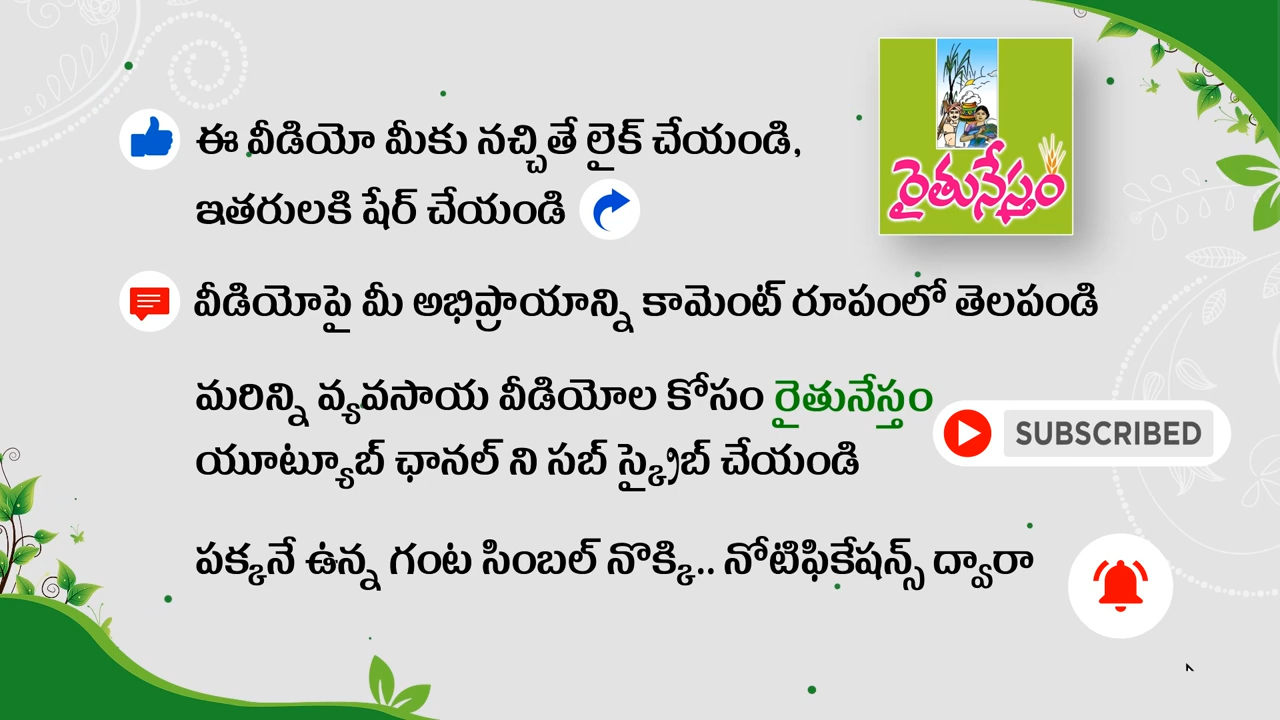 రైతునేస్తం
ఈ వీడియో మీకు నచ్చితే లైక్ చేయండి,
ఇతరులకి షేర్ చేయండి
వీడియోపై మీ అభిప్రాయాన్ని కామెంట్ రూపంలో తెలపండి
మరిన్ని వ్యవసాయ వీడియోల కోసం రైతునేస్తం
యూట్యూబ్ ఛానల్ ని సబ్ స్క్రైబ్ చేయండి
SUBSCRIBED
పక్కనే ఉన్న గంట సింబల్ నొక్కి.. నోటిఫికేషన్స్ ద్వారా